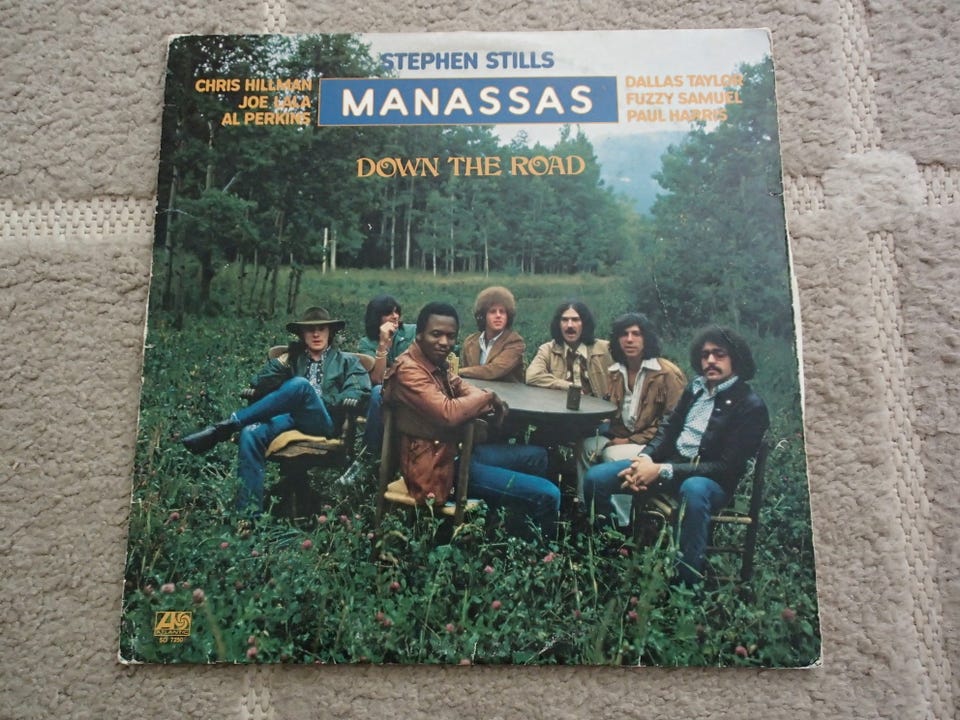 STEPHEN STILLS
MANASSAS
CHRIS HILLMAN
JOE LALA
AL PERKINS
DALLAS TAYLOR
FUZZY SAMUEL
PAUL HARRIS
DOWN THE ROAD
ATLANTIC
SD 7250